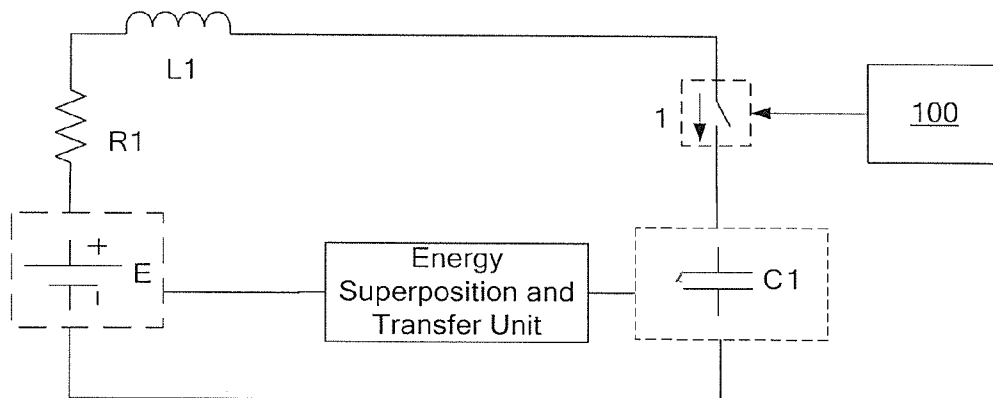 L1
R1
1
100
+
E
Energy
Superposition and
Transfer Unit
C1